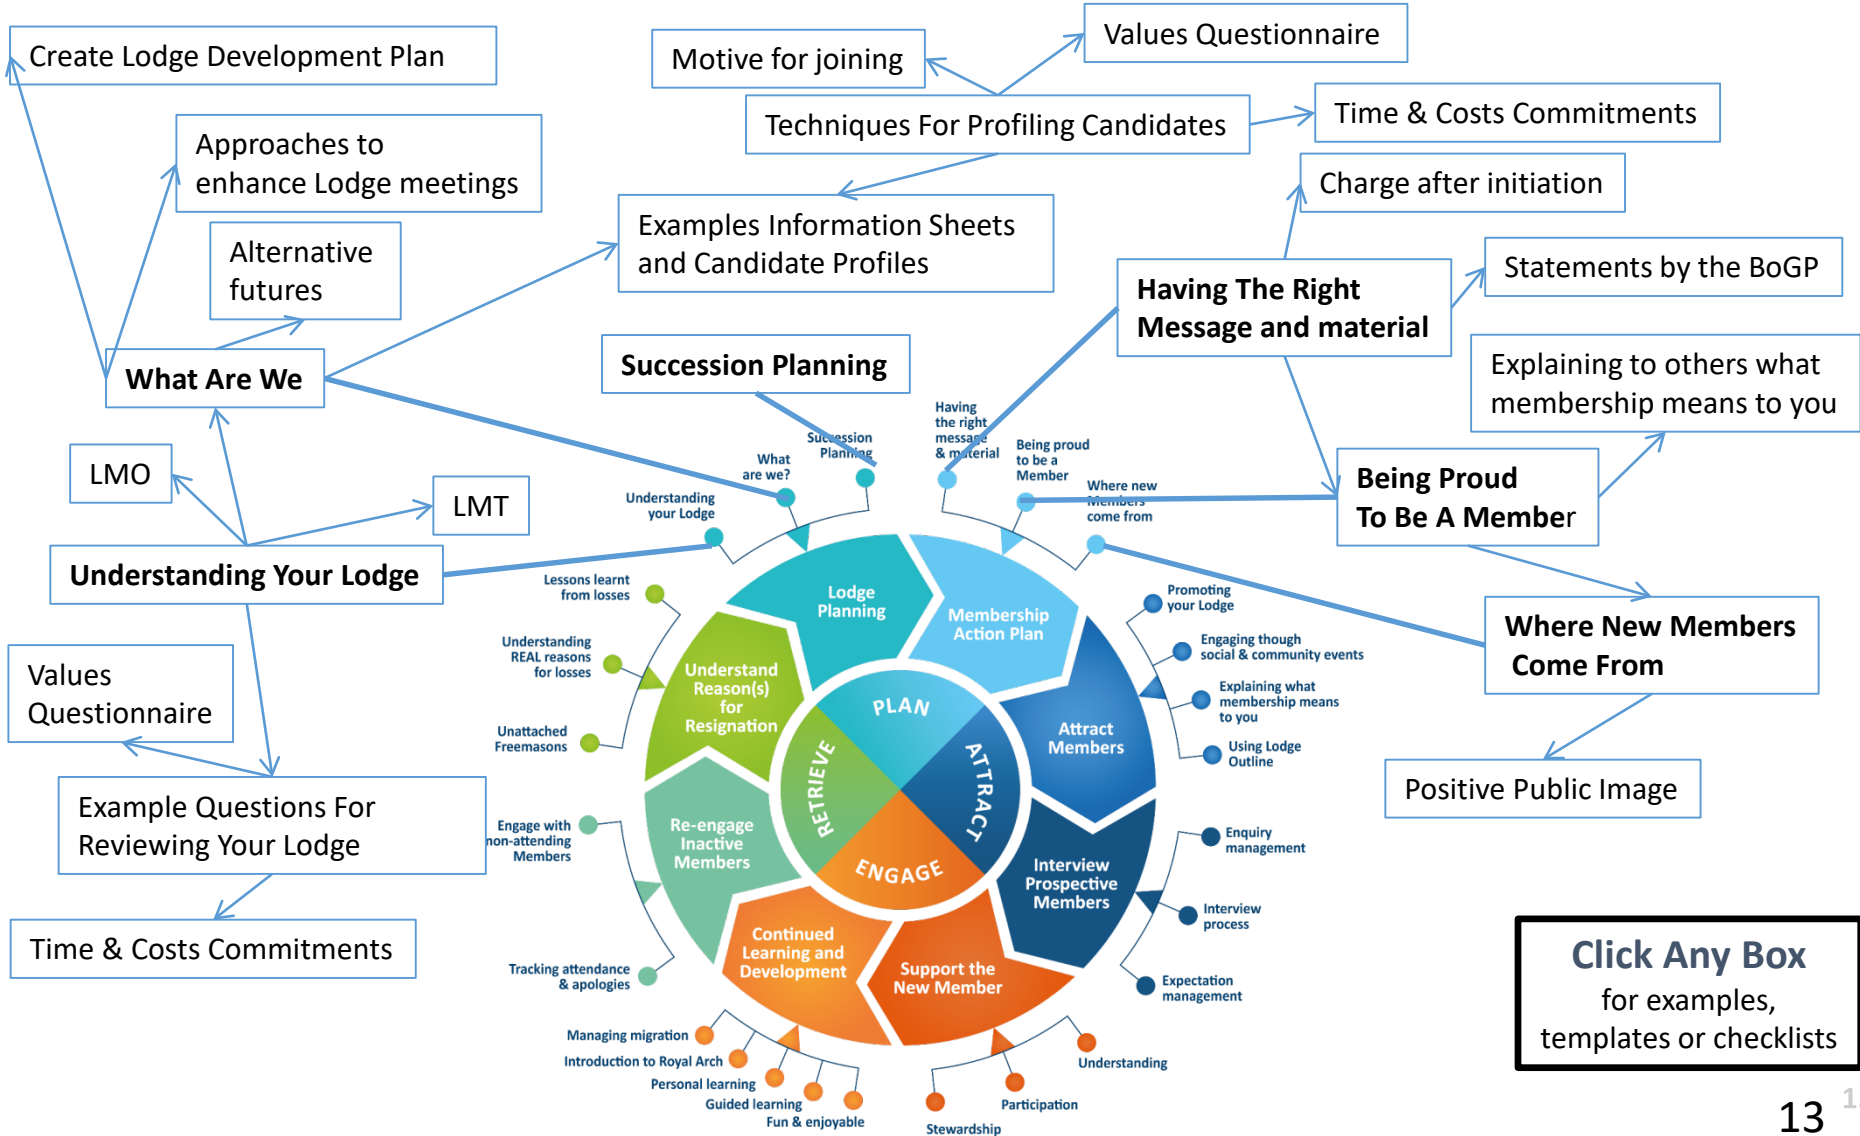 Create Lodge Development Plan
Motive for joining
Values Questionnaire
Approaches to
enhance Lodge meetings
Techniques For Profiling Candidates
Time & Costs Commitments
Charge after initiation
Alternative
futures
Examples Information Sheets
and Candidate Profiles
Having The Right
Message and material
Statements by the BoGP
What Are We
Succession Planning
Explaining to others what
membership means to you
LMO
LMT
Being Proud
To Be A Member
Understanding Your Lodge
Where New Members
Come From
Values
Questionnaire
Positive Public Image
Example Questions For
Reviewing Your Lodge
Time & Costs Commitments
Understanding
your Lodge
What
are we?
Succession
Planning
Having
the right
message
& material
Being proud
to be a
Member
Where new
Members
come from
Lodge
Planning
Membership
Action Plan
Promoting
your Lodge
Engaging though
social & community events
Explaining what
membership means
to you
Using Lodge
Outline
Attract
Members
Enquiry
management
Interview
process
Expectation
management
Interview
Prospective
Members
Support the
New Member
Understanding
Participation
Stewardship
Continued
Learning and
Development
Managing migration
Introduction to Royal Arch
Personal learning
Guided learning
Fun & enjoyable
Re-engage
Inactive
Members
Engage with
non-attending
Members
Tracking attendance
& apologies
Understand
Reason(s)
for
Resignation
Lessons learnt
from losses
Understanding
REAL reasons
for losses
Unattached
Freemasons
PLAN
ATTRACT
ENGAGE
RETRIEVE
Click Any Box
for examples,
templates or checklists
13